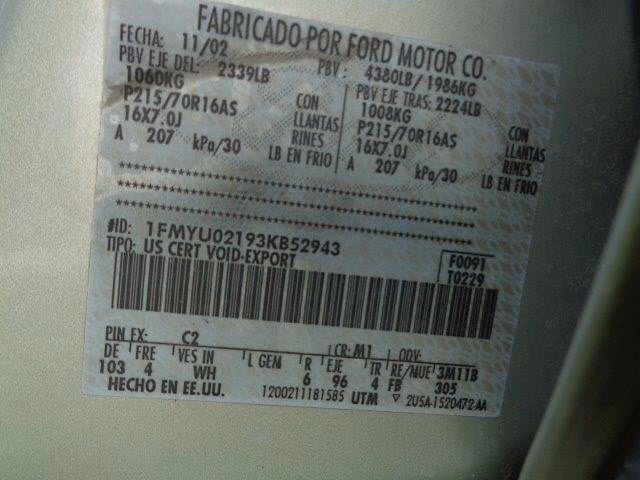 FABRICADO POR FORD MOTOR CO.
FECHA: 11/02
PBV EJE DEL: 2339LB PBV: 4380LB/1986KG
1060KG PBV EJE TRAS: 2224LB
P215/70R16AS CON LLANTAS 1008KG
16X7.0J RINES P215/70R16AS CON LLANTAS
A 207 kPa/30 LB EN FRIO 16X7.0J RINES
A 207 kPa/30 LB EN FRIO
************************************
************************************
************************************
#ID: 1FMYU02193KB52943
TIPO: US CERT VOID-EXPORT
F0091
T0229
PIN EX: C2 CR: M1 ODV:
DE FRE VES IN L GEM R EJE TR RE/MUE 3M11B
103 4 WH 6 96 4 FB 305
HECHO EN EE.UU. 1200211181585 UTM ▽ 2U5A-1520472-AA